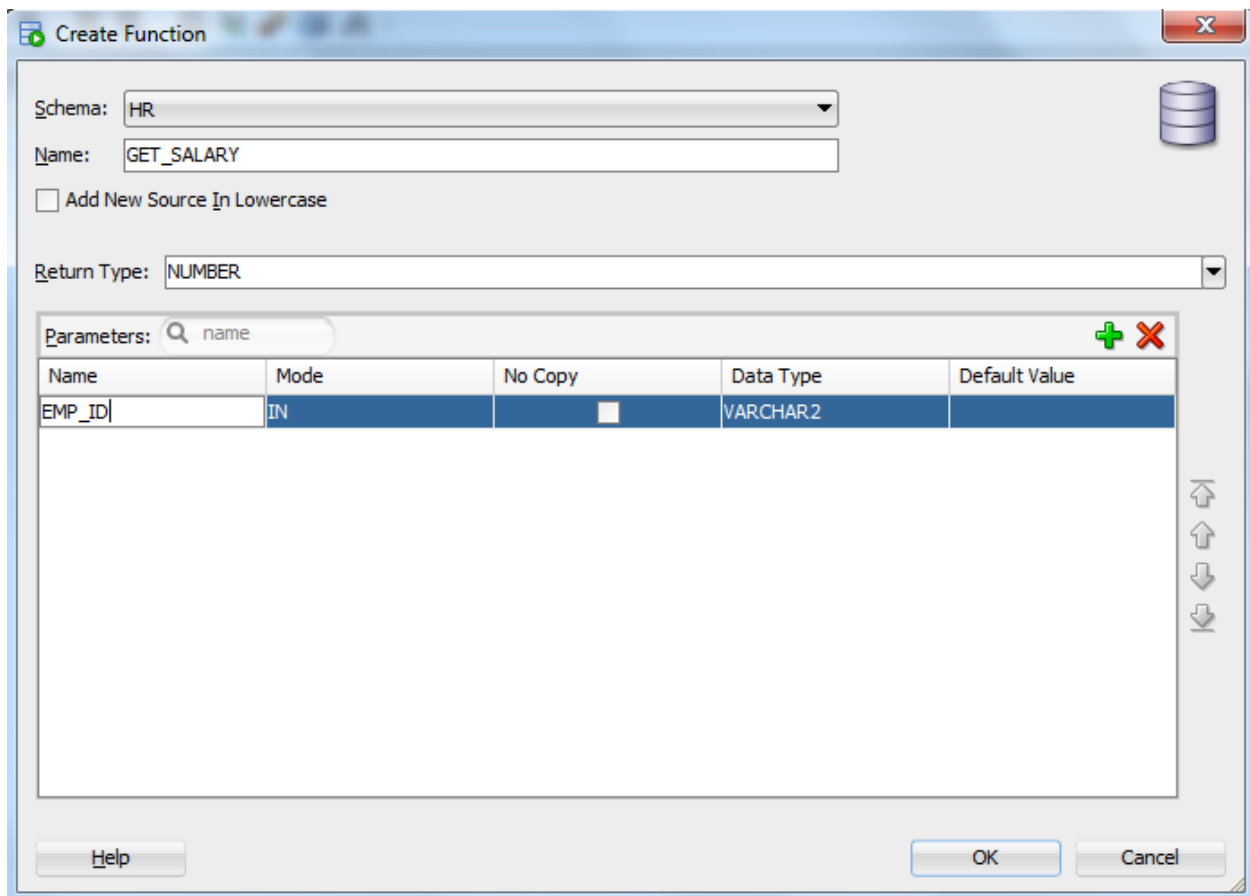 Create Function
Schema: HR
Name: GET_SALARY
Add New Source In Lowercase
Return Type: NUMBER
Parameters: name
Name Mode No Copy Data Type Default Value
EMP_ID IN VARCHAR2
Help OK Cancel